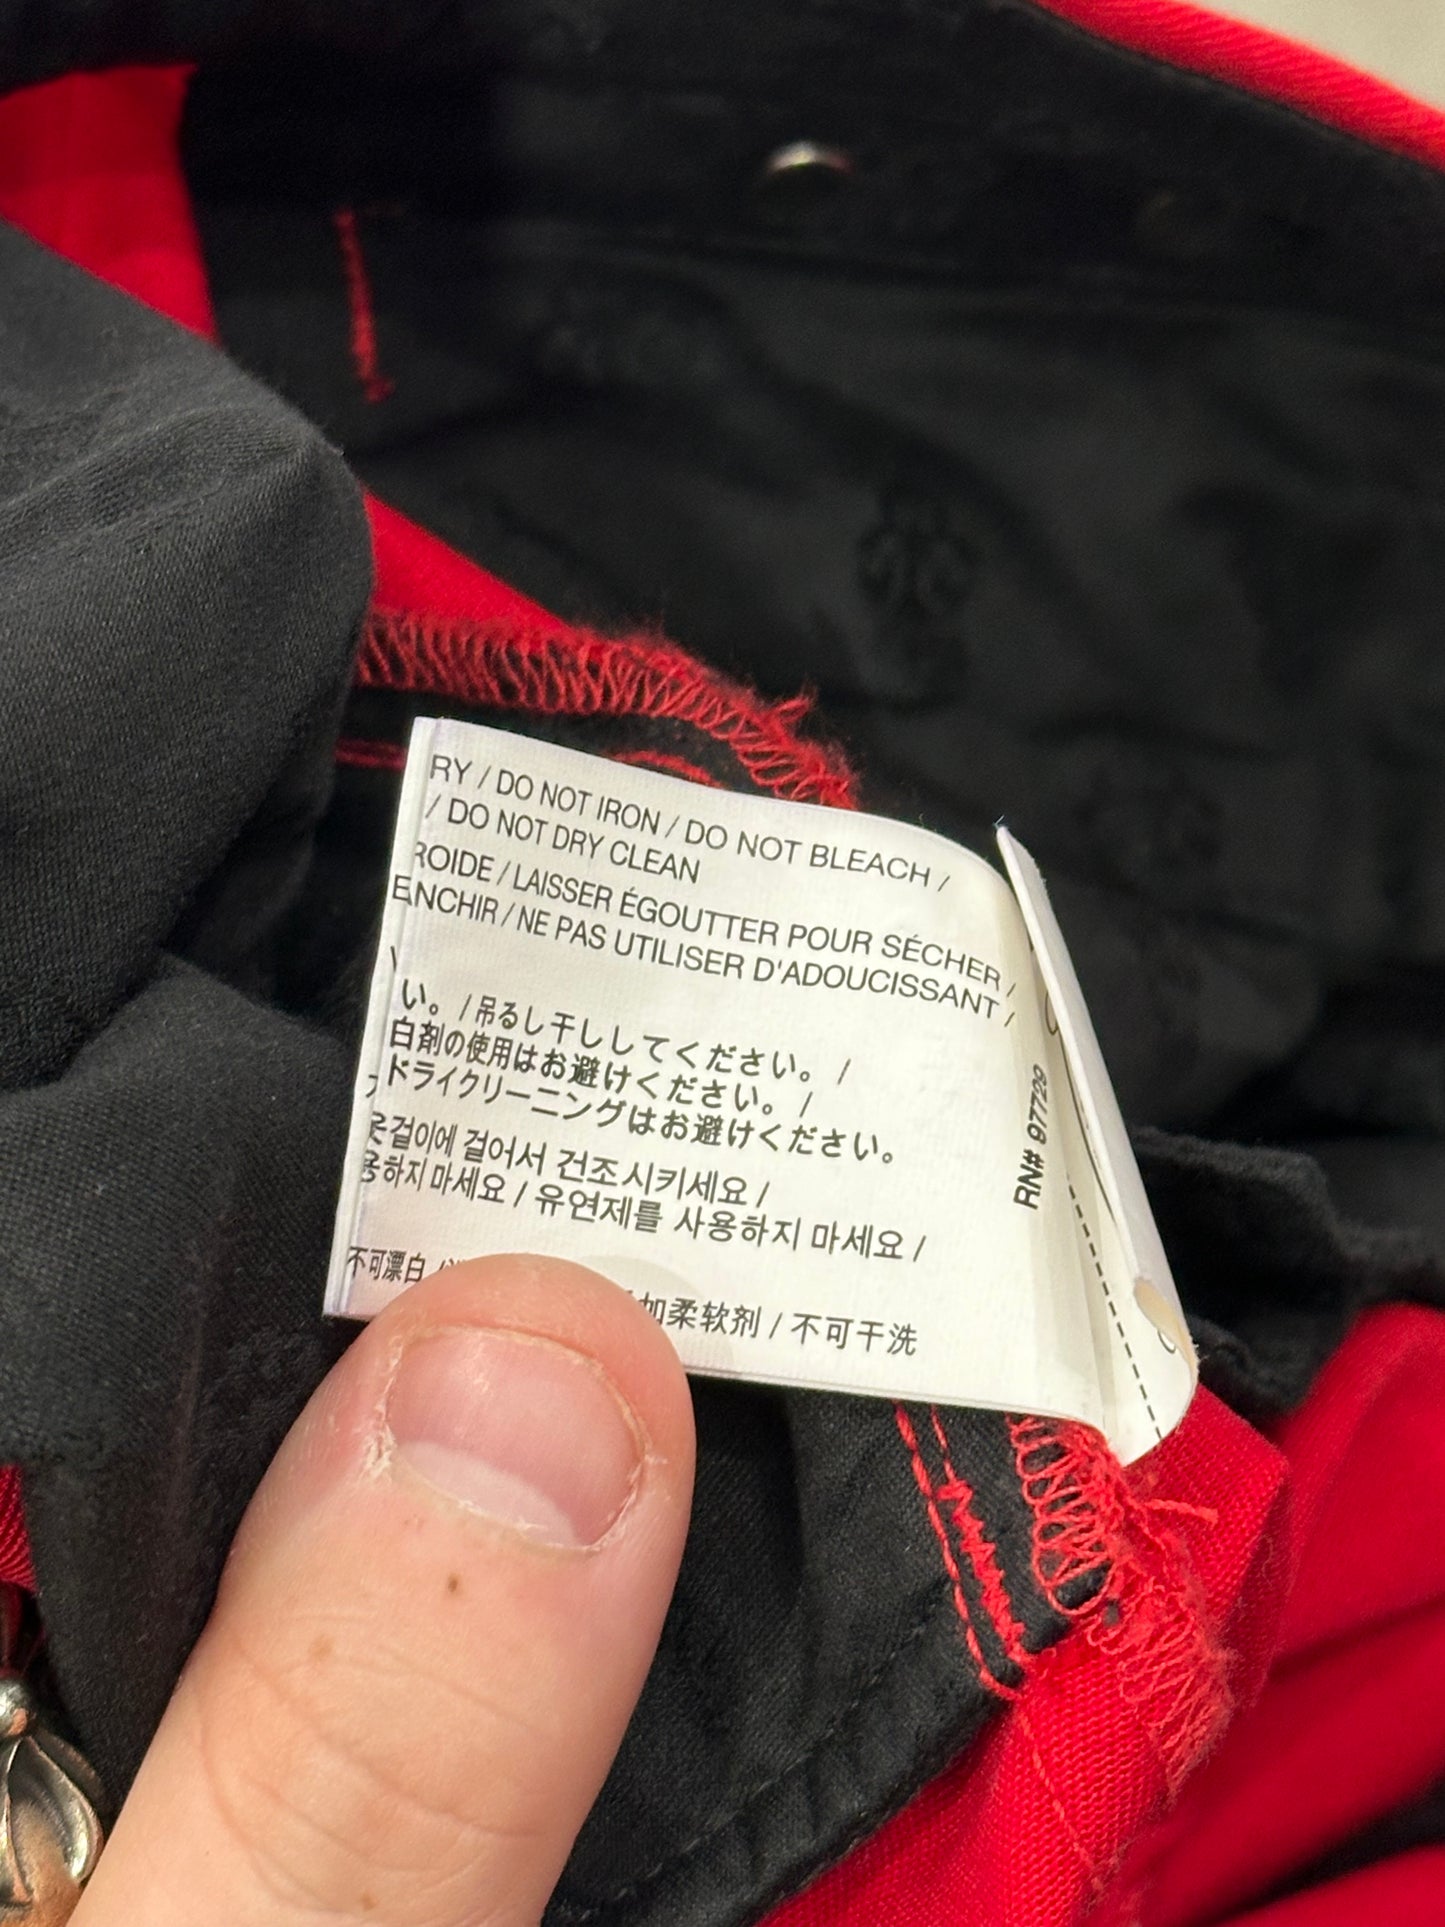 RY / DO NOT IRON / DO NOT BLEACH /
/ DO NOT DRY CLEAN
ROIDE / LAISSER ÉGOUTTER POUR SÉCHER /
NCHIR / NE PAS UTILISER D'ADOUCISSANT /
い。 / 吊るし干ししてください。 /
白剤の使用はお避けください。 /
ドライクリーニングはお避けください。
걸이에 걸어서 건조시키세요 /
용하지 마세요 / 유연제를 사용하지 마세요 /
不可漂白 /
加柔软剂 / 不可干洗
RN# 97729